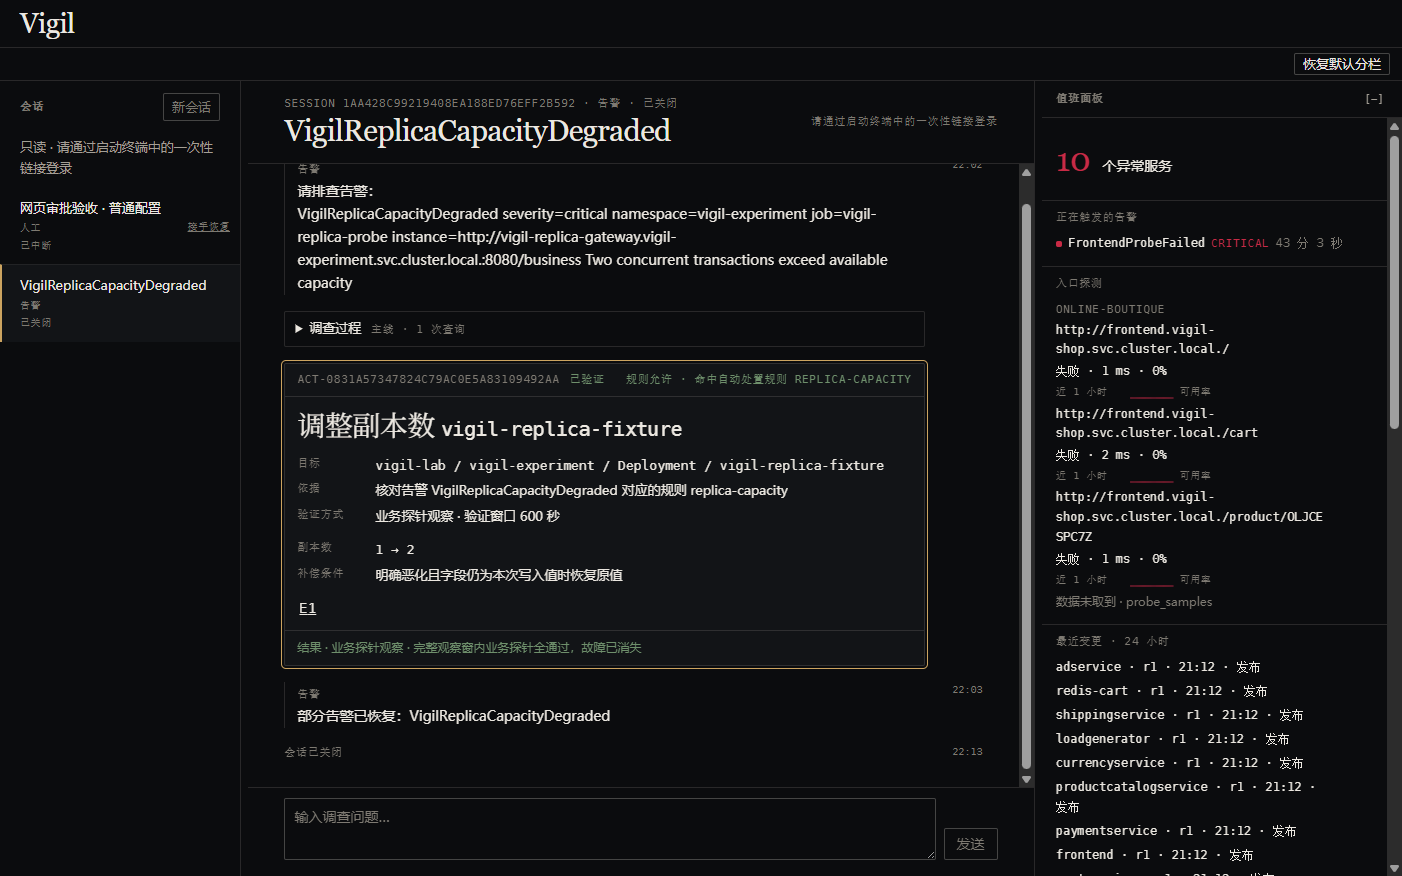 Vigil
恢复默认分栏
会话
新会话
只读 · 请通过启动终端中的一次性
链接登录
网页审批验收 · 普通配置
人工
接手恢复
已中断
VigilReplicaCapacityDegraded
告警
已关闭
SESSION 1AA428C99219408EA188ED76EFF2B592 · 告警 · 已关闭
VigilReplicaCapacityDegraded
请通过启动终端中的一次性链接登录
告警
22:02
请排查告警：
VigilReplicaCapacityDegraded severity=critical namespace=vigil-experiment job=vigil-
replica-probe instance=http://vigil-replica-gateway.vigil-
experiment.svc.cluster.local.:8080/business Two concurrent transactions exceed available
capacity
▶ 调查过程 主线 · 1 次查询
ACT-0831A57347824C79AC0E5A83109492AA 已验证 规则允许 · 命中自动处置规则 REPLICA-CAPACITY
调整副本数 vigil-replica-fixture
目标 vigil-lab / vigil-experiment / Deployment / vigil-replica-fixture
依据 核对告警 VigilReplicaCapacityDegraded 对应的规则 replica-capacity
验证方式 业务探针观察 · 验证窗口 600 秒
副本数 1 → 2
补偿条件 明确恶化且字段仍为本次写入值时恢复原值
E1
结果 · 业务探针观察 · 完整观察窗内业务探针全通过，故障已消失
告警
22:03
部分告警已恢复：VigilReplicaCapacityDegraded
会话已关闭
22:13
输入调查问题...
发送
值班面板
[−]
10 个异常服务
正在触发的告警
FrontendProbeFailed CRITICAL 43 分 3 秒
入口探测
ONLINE-BOUTIQUE
http://frontend.vigil-
shop.svc.cluster.local./
失败 · 1 ms · 0%
近 1 小时 可用率
http://frontend.vigil-
shop.svc.cluster.local./cart
失败 · 2 ms · 0%
近 1 小时 可用率
http://frontend.vigil-
shop.svc.cluster.local./product/OLJCE
SPC7Z
失败 · 1 ms · 0%
近 1 小时 可用率
数据未取到 · probe_samples
最近变更 · 24 小时
adservice · r1 · 21:12 · 发布
redis-cart · r1 · 21:12 · 发布
shippingservice · r1 · 21:12 · 发布
loadgenerator · r1 · 21:12 · 发布
currencyservice · r1 · 21:12 · 发布
productcatalogservice · r1 · 21:12 ·
发布
paymentservice · r1 · 21:12 · 发布
frontend · r1 · 21:12 · 发布